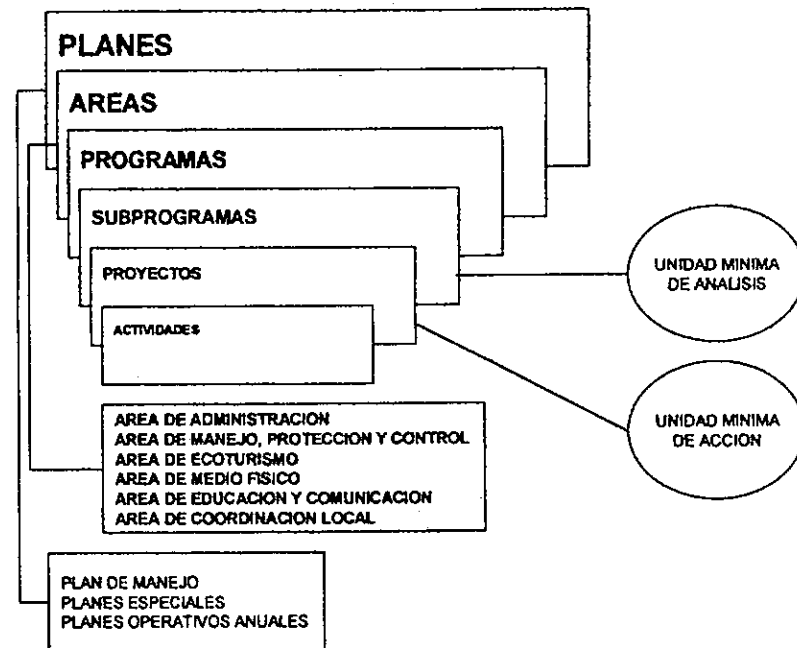 PLANES
AREAS
PROGRAMAS
SUBPROGRAMAS
PROYECTOS
ACTIVIDADES
UNIDAD MINIMA
DE ANALISIS
UNIDAD MINIMA
DE ACCION
AREA DE ADMINISTRACION
AREA DE MANEJO, PROTECCION Y CONTROL
AREA DE ECOTURISMO
AREA DE MEDIO FISICO
AREA DE EDUCACION Y COMUNICACION
AREA DE COORDINACION LOCAL
PLAN DE MANEJO
PLANES ESPECIALES
PLANES OPERATIVOS ANUALES